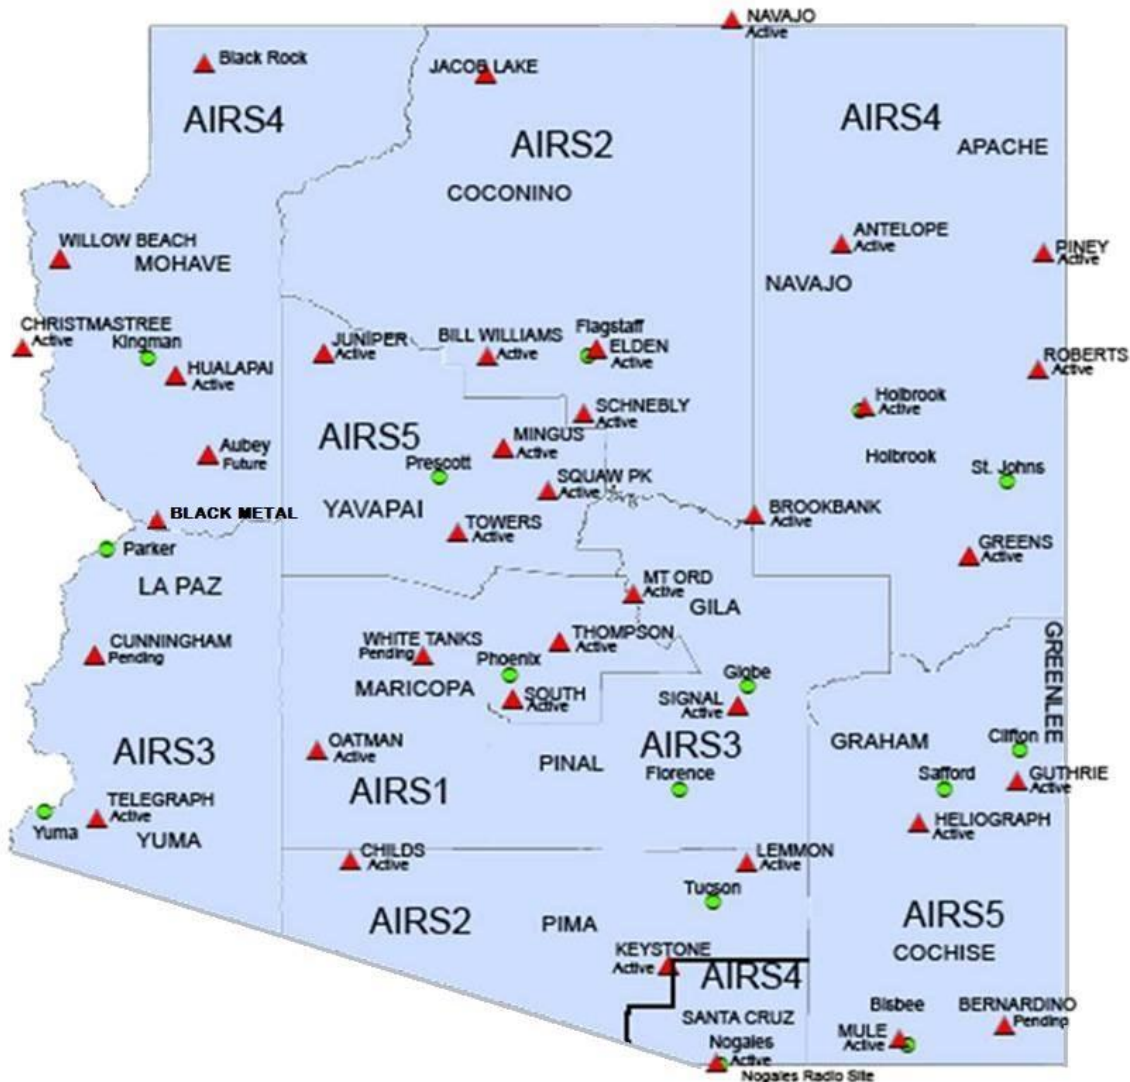 NAVAJO
Active
Black Rock
JACOB LAKE
AIRS4
AIRS2
AIRS4
APACHE
COCONINO
WILLOW BEACH
MOHAVE
ANTELOPE
Active
PINEY
Active
NAVAJO
CHRISTMASTREE
Active
Kingman
HUALAPAI
Active
JUNIPER
Active
BILL WILLIAMS
Active
Flagstaff
ELDEN
Active
ROBERTS
Active
Holbrook
Active
SCHNEBLY
Active
AIRS5
MINGUS
Active
Aubey
Future
Prescott
Holbrook
St. Johns
SQUAW PK
Active
YAVAPAI
BLACK METAL
TOWERS
Active
BROOKBANK
Active
Parker
GREENS
Active
LA PAZ
MT ORD
Active
GILA
CUNNINGHAM
Pending
WHITE TANKS
Pending
THOMPSON
Active
Phoenix
GREENLEE
MARICOPA
SOUTH
Active
Globe
SIGNAL
Active
AIRS3
OATMAN
Active
PINAL
AIRS3
GRAHAM
Clifton
AIRS1
Florence
Safford
GUTHRIE
Active
TELEGRAPH
Active
Yuma
YUMA
HELIOGRAPH
Active
CHILDS
Active
LEMMON
Active
Tucson
AIRS2
PIMA
AIRS5
COCHISE
KEYSTONE
Active
AIRS4
SANTA CRUZ
Bisbee
BERNARDINO
Pending
MULE
Active
Nogales
Active
Nogales Radio Site